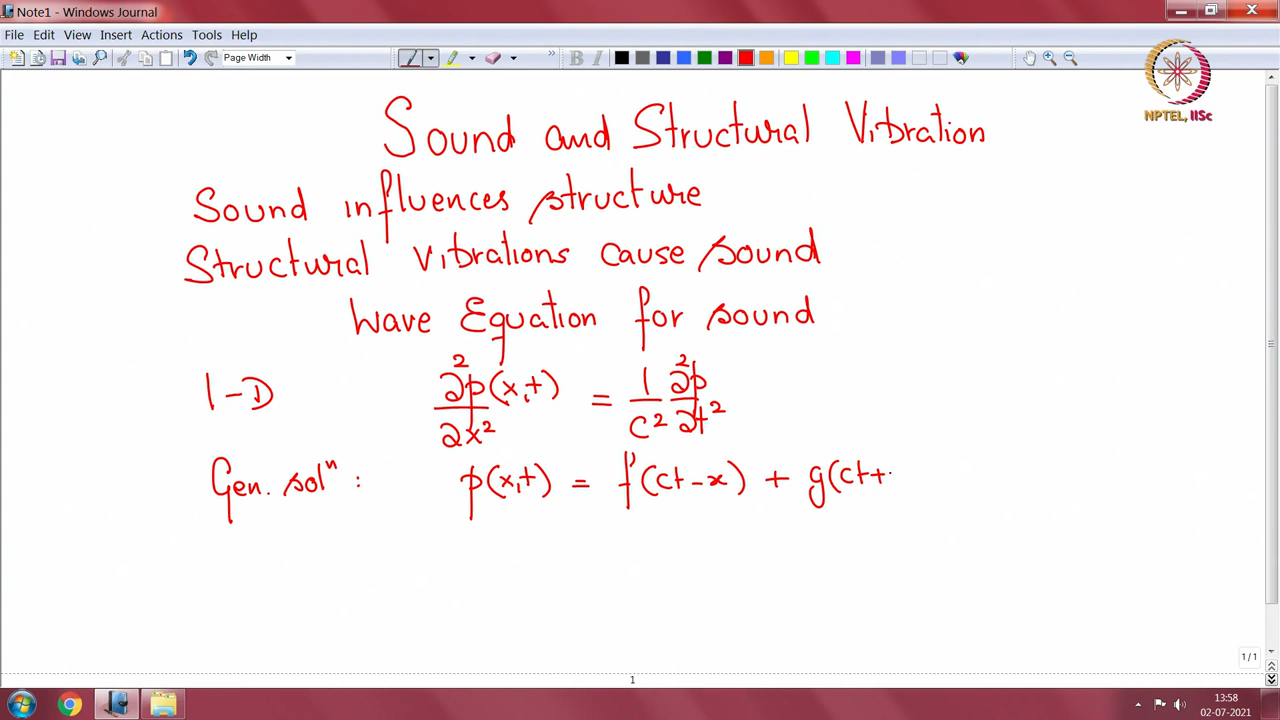 Note1 - Windows Journal
File Edit View Insert Actions Tools Help
Page Width
NPTEL, IISc
Sound and Structural Vibration
Sound influences structure
Structural vibrations cause sound
Wave Equation for sound
1-D ∂²p(x,t)/∂x² = 1/c² ∂²p/∂t²
Gen. solⁿ : p(x,t) = f(ct-x) + g(ct+
1/1
1
13:58
02-07-2021